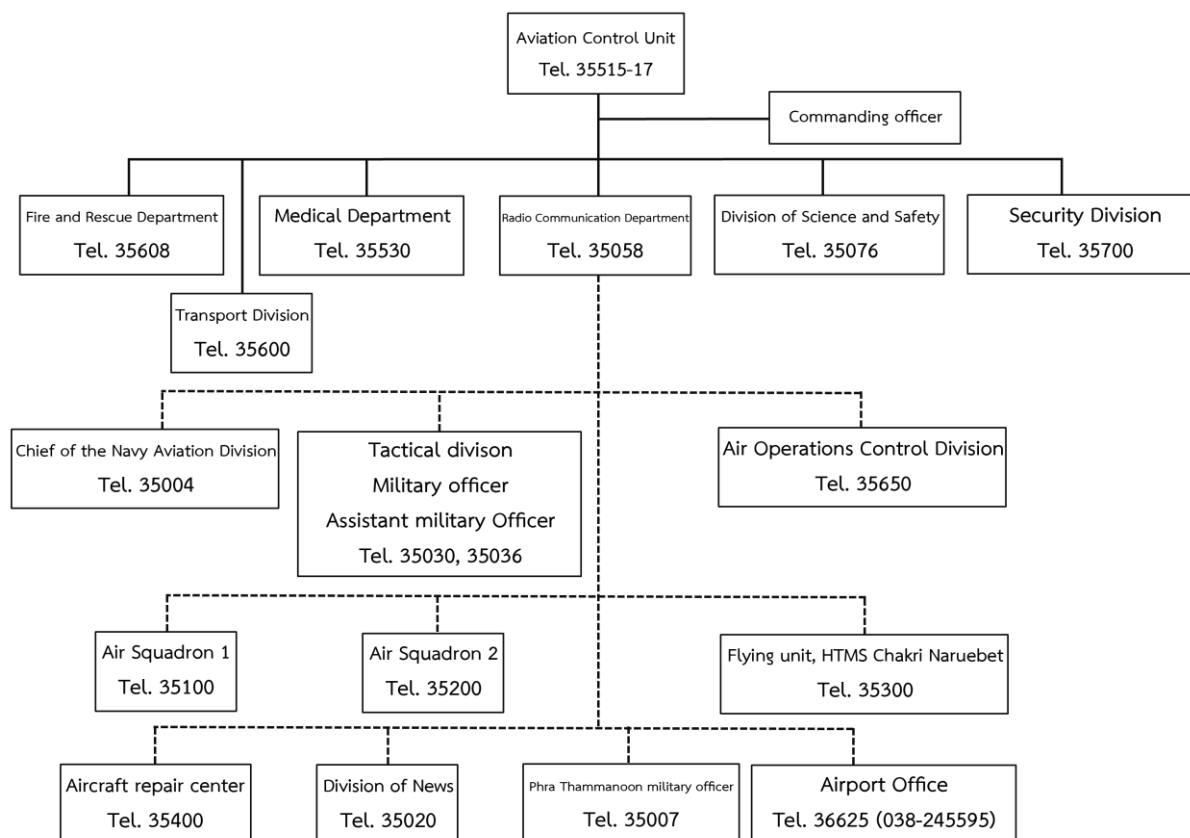 Aviation Control Unit
Tel. 35515-17
Commanding officer
Fire and Rescue Department
Tel. 35608
Medical Department
Tel. 35530
Radio Communication Department
Tel. 35058
Division of Science and Safety
Tel. 35076
Security Division
Tel. 35700
Transport Division
Tel. 35600
Chief of the Navy Aviation Division
Tel. 35004
Tactical divison
Military officer
Assistant military Officer
Tel. 35030, 35036
Air Operations Control Division
Tel. 35650
Air Squadron 1
Tel. 35100
Air Squadron 2
Tel. 35200
Flying unit, HTMS Chakri Naruebet
Tel. 35300
Aircraft repair center
Tel. 35400
Division of News
Tel. 35020
Phra Thammanoon military officer
Tel. 35007
Airport Office
Tel. 36625 (038-245595)